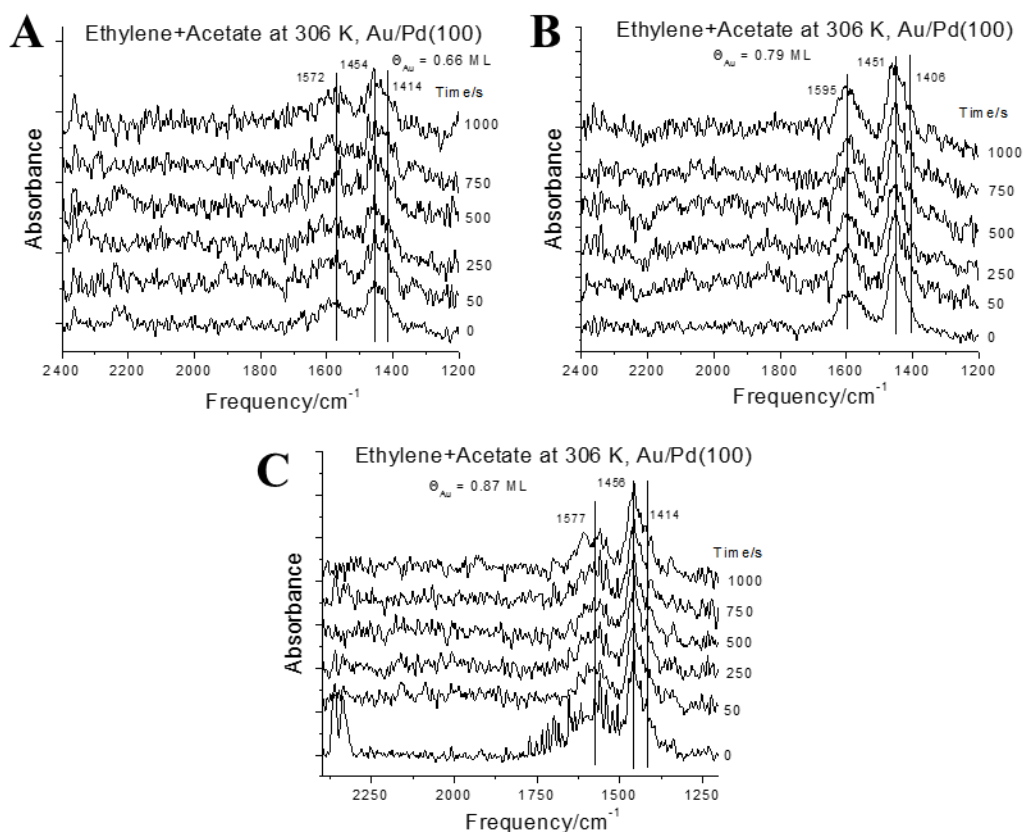 A
Ethylene+Acetate at 306 K, Au/Pd(100)
Θ_Au = 0.66 ML
1572
1454
1414
Time/s
1000
750
500
250
50
0
Absorbance
2400 2200 2000 1800 1600 1400 1200
Frequency/cm⁻¹
B
Ethylene+Acetate at 306 K, Au/Pd(100)
Θ_Au = 0.79 ML
1595
1451
1406
Time/s
1000
750
500
250
50
0
Absorbance
2400 2200 2000 1800 1600 1400 1200
Frequency/cm⁻¹
C
Ethylene+Acetate at 306 K, Au/Pd(100)
Θ_Au = 0.87 ML
1577
1456
1414
Time/s
1000
750
500
250
50
0
Absorbance
2250 2000 1750 1500 1250
Frequency/cm⁻¹